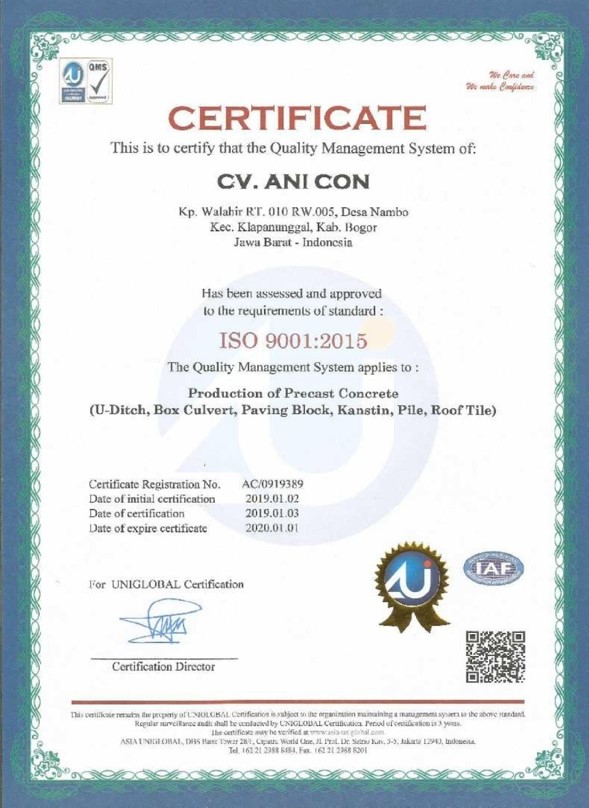 QMS
We Care and
We make Confidence
CERTIFICATE
This is to certify that the Quality Management System of:
CV. ANI CON
Kp. Walahir RT. 010 RW.005, Desa Nambo
Kec. Klapanunggal, Kab. Bogor
Jawa Barat - Indonesia
Has been assessed and approved
to the requirements of standard :
ISO 9001:2015
The Quality Management System applies to :
Production of Precast Concrete
(U-Ditch, Box Culvert, Paving Block, Kanstin, Pile, Roof Tile)
Certificate Registration No. AC/0919389
Date of initial certification 2019.01.02
Date of certification 2019.01.03
Date of expire certificate 2020.01.01
For UNIGLOBAL Certification
IAF
Certification Director
This certificate remains the property of UNIGLOBAL Certification is subject to the organization maintaining a management system to the above standard.
Regular surveillance audit shall be conducted by UNIGLOBAL Certification. Period of certification is 3 years.
The certificate may be verified at www.asia-uniglobal.com
ASIA UNIGLOBAL, DBS Bank Tower 28/1, Ciputra World One, Jl. Prof. Dr. Satrio Kav. 3-5, Jakarta 12940, Indonesia.
Tel. +62 21 2988 8484, Fax. +62 21 2988 8201